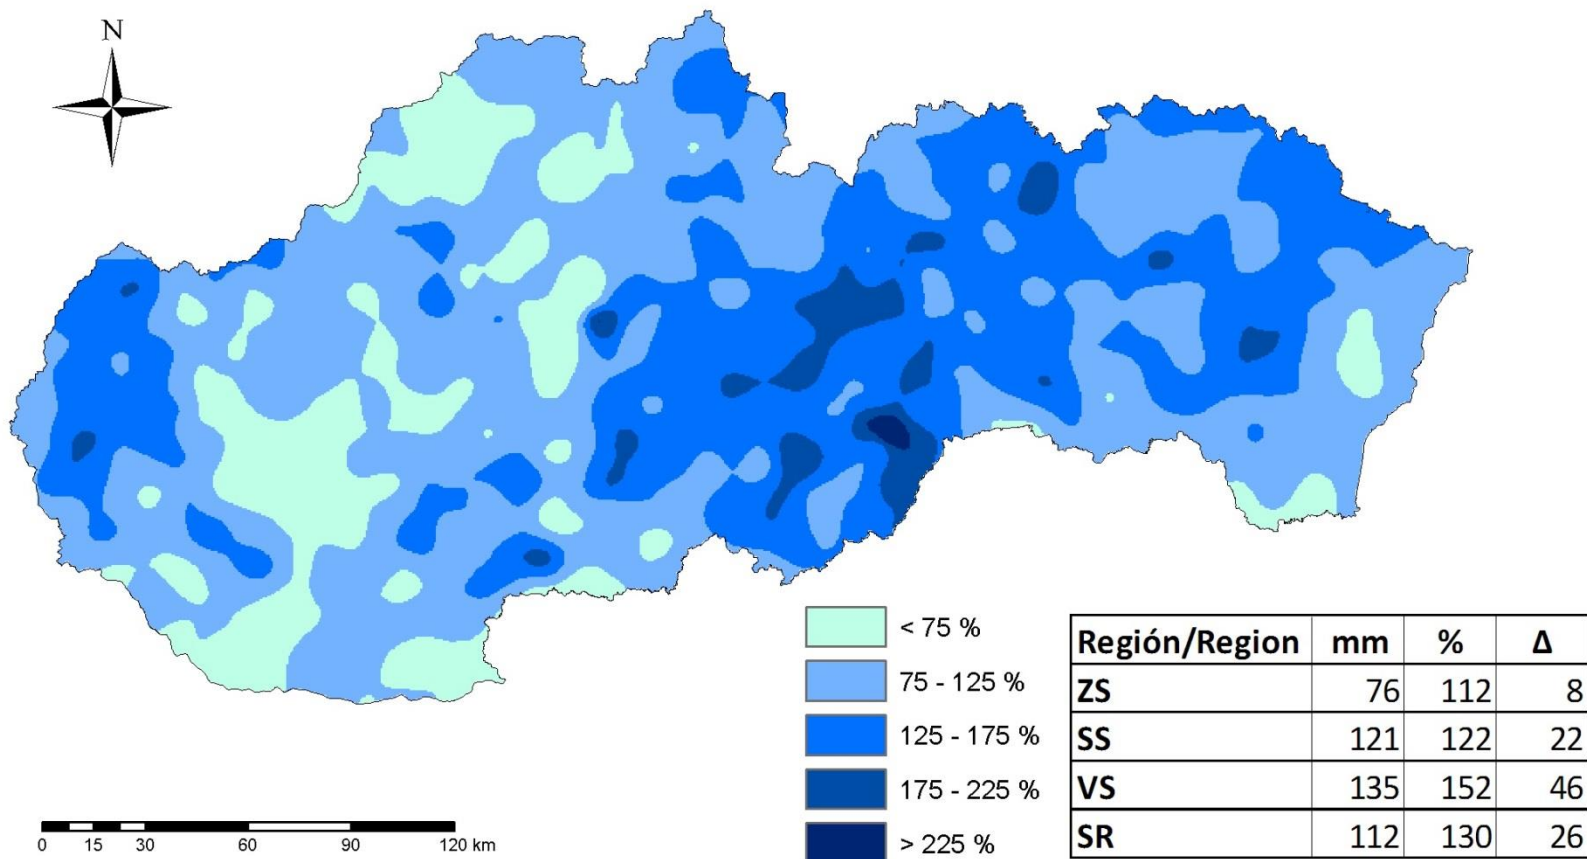 N
< 75 %
75 - 125 %
125 - 175 %
175 - 225 %
> 225 %
Región/Region mm % Δ
ZS 76 112 8
SS 121 122 22
VS 135 152 46
SR 112 130 26
0 15 30 60 90 120 km